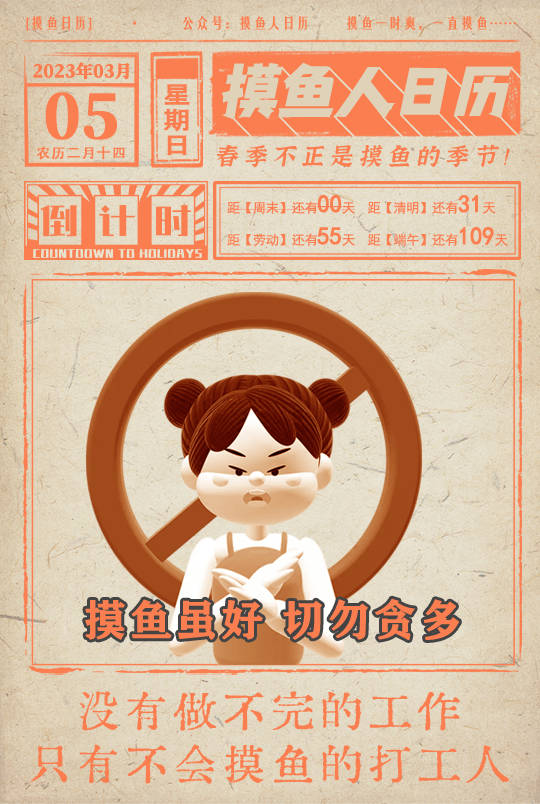 [摸鱼日历] · 公众号：摸鱼人日历 摸鱼一时爽，一直摸鱼……
2023年03月
05
农历二月十四
星期日
摸鱼人日历
春季不正是摸鱼的季节！
倒计时
COUNTDOWN TO HOLIDAYS
距【周末】还有00天 距【清明】还有31天
距【劳动】还有55天 距【端午】还有109天
摸鱼虽好 切勿贪多
没有做不完的工作
只有不会摸鱼的打工人